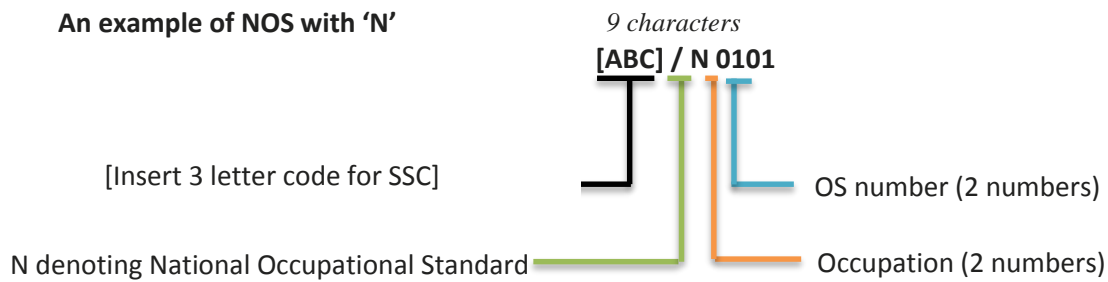 An example of NOS with ‘N’
9 characters
[ABC] / N 0101
[Insert 3 letter code for SSC]
OS number (2 numbers)
N denoting National Occupational Standard
Occupation (2 numbers)